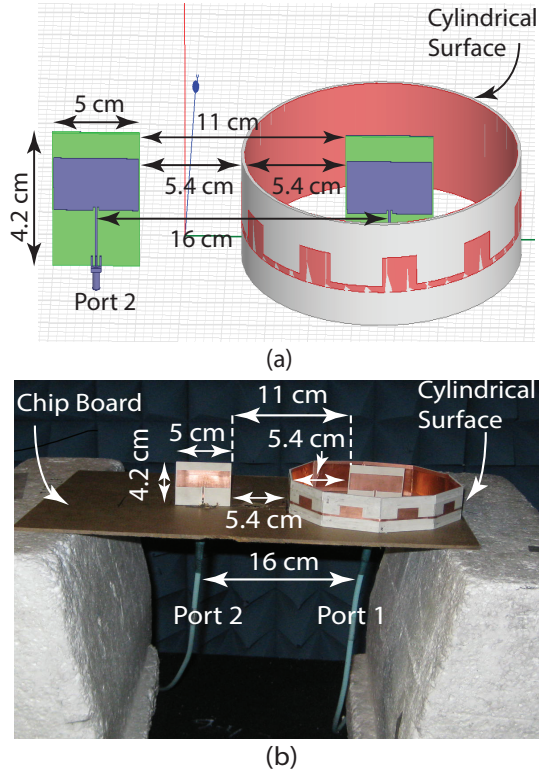 Cylindrical
Surface
5 cm
11 cm
4.2 cm
5.4 cm
5.4 cm
16 cm
Port 2
(a)
Chip Board
11 cm
Cylindrical
Surface
5 cm
5.4 cm
4.2 cm
5.4 cm
16 cm
Port 2
Port 1
(b)